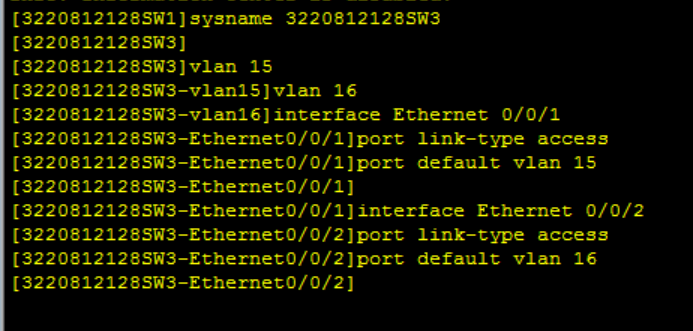 [3220812128SW1]sysname 3220812128SW3
[3220812128SW3]
[3220812128SW3]vlan 15
[3220812128SW3-vlan15]vlan 16
[3220812128SW3-vlan16]interface Ethernet 0/0/1
[3220812128SW3-Ethernet0/0/1]port link-type access
[3220812128SW3-Ethernet0/0/1]port default vlan 15
[3220812128SW3-Ethernet0/0/1]
[3220812128SW3-Ethernet0/0/1]interface Ethernet 0/0/2
[3220812128SW3-Ethernet0/0/2]port link-type access
[3220812128SW3-Ethernet0/0/2]port default vlan 16
[3220812128SW3-Ethernet0/0/2]